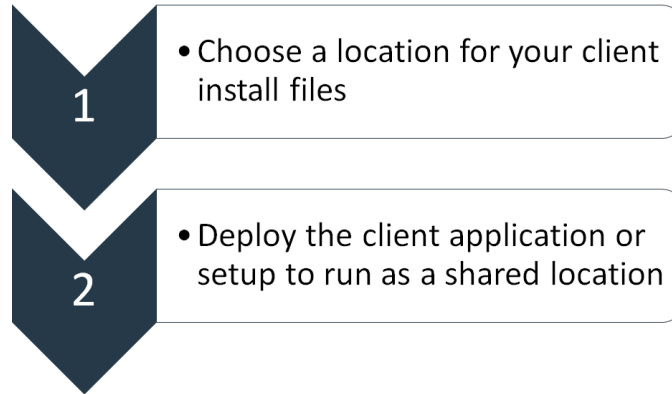 1
• Choose a location for your client
install files
2
• Deploy the client application or
setup to run as a shared location